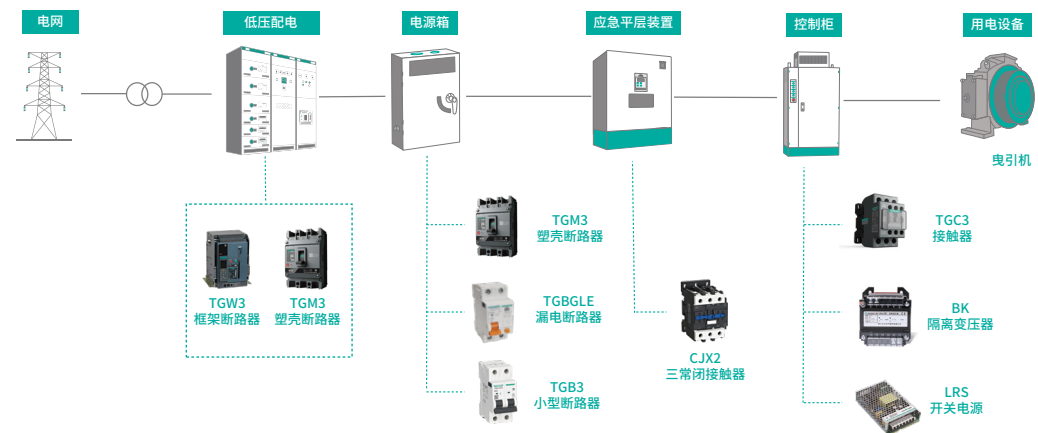 电网
低压配电
电源箱
应急平层装置
控制柜
用电设备
曳引机
TGW3
框架断路器
TGM3
塑壳断路器
TGM3
塑壳断路器
TGBGLE
漏电断路器
TGB3
小型断路器
CJX2
三常闭接触器
TGC3
接触器
BK
隔离变压器
LRS
开关电源